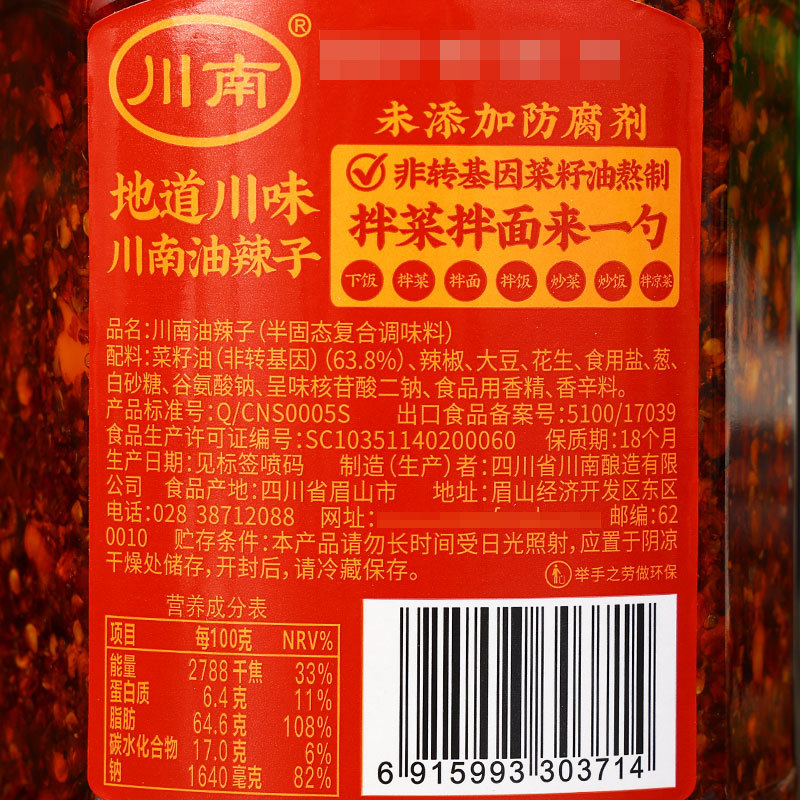 川南®
未添加防腐剂
地道川味
川南油辣子
非转基因菜籽油熬制
拌菜拌面来一勺
下饭 拌菜 拌面 拌饭 炒菜 炒饭 拌凉菜
品名:川南油辣子(半固态复合调味料)
配料:菜籽油(非转基因)(63.8%)、辣椒、大豆、花生、食用盐、葱、
白砂糖、谷氨酸钠、呈味核苷酸二钠、食品用香精、香辛料。
产品标准号:Q/CNS0005S 出口食品备案号:5100/17039
食品生产许可证编号:SC10351140200060 保质期:18个月
生产日期:见标签喷码 制造(生产)者:四川省川南酿造有限
公司 食品产地:四川省眉山市 地址:眉山经济开发区东区
电话:028 38712088 网址: 邮编:62
0010 贮存条件:本产品请勿长时间受日光照射,应置于阴凉
干燥处储存,开封后,请冷藏保存。
举手之劳做环保
营养成分表
项目 每100克 NRV%
能量 2788千焦 33%
蛋白质 6.4克 11%
脂肪 64.6克 108%
碳水化合物 17.0克 6%
钠 1640毫克 82%
6 915993 303714